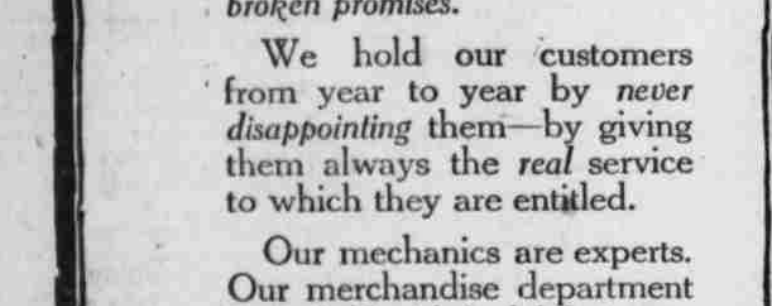 broken promises.
We hold our customers
from year to year by never
disappointing them—by giving
them always the real service
to which they are entitled.
Our mechanics are experts.
Our merchandise department